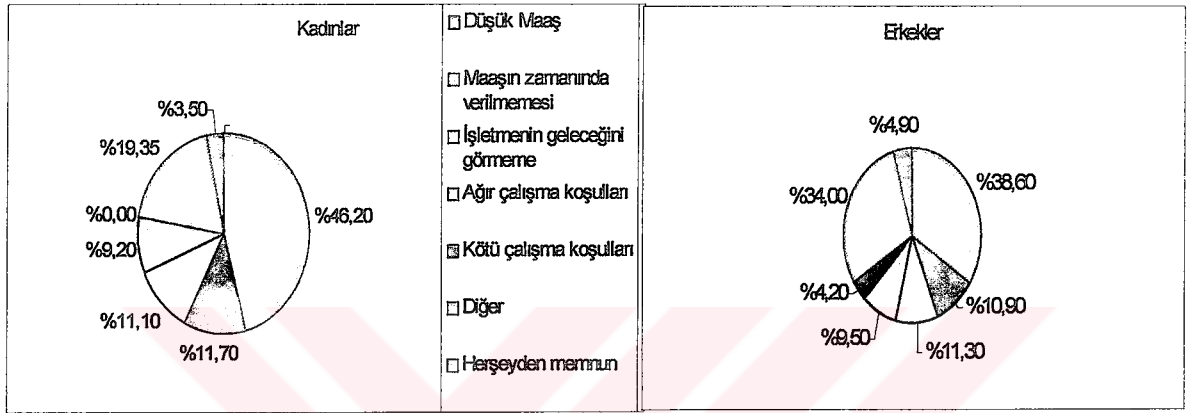 Kadınlar
%3,50
%19,35
%0,00
%9,20
%11,10
%11,70
%46,20
Düşük Maaş
Maaşın zamanında
verilmemesi
İşletmenin geleceğini
görmeme
Ağır çalışma koşulları
Kötü çalışma koşulları
Diğer
Herşeyden memnun
Erkekler
%4,90
%34,00
%38,60
%4,20
%9,50
%11,30
%10,90